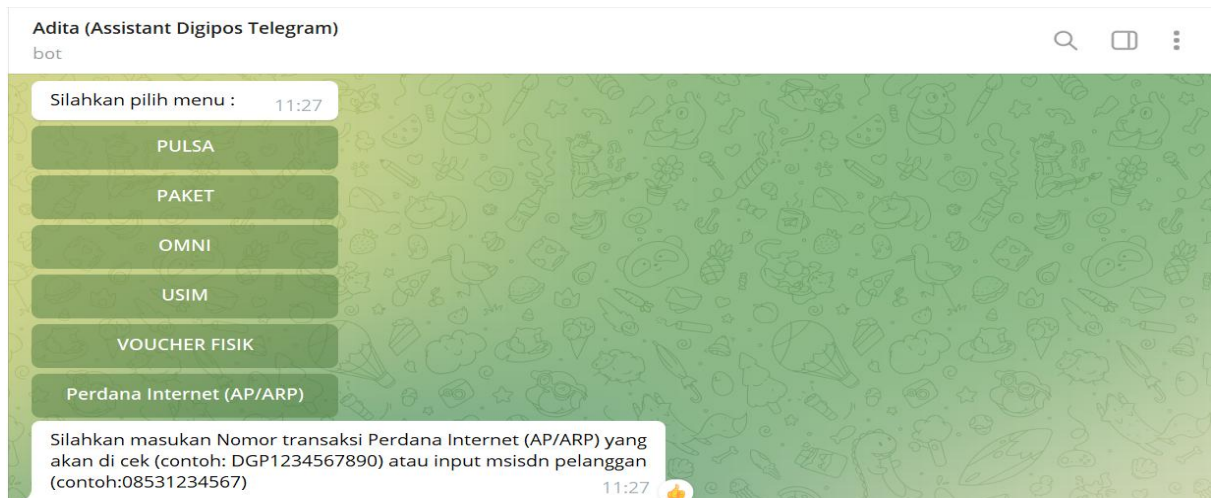 Adita (Assistant Digipos Telegram)
bot
Silahkan pilih menu :
11:27
PULSA
PAKET
OMNI
USIM
VOUCHER FISIK
Perdana Internet (AP/ARP)
Silahkan masukan Nomor transaksi Perdana Internet (AP/ARP) yang
akan di cek (contoh: DGP1234567890) atau input msisdn pelanggan
(contoh:08531234567)
11:27